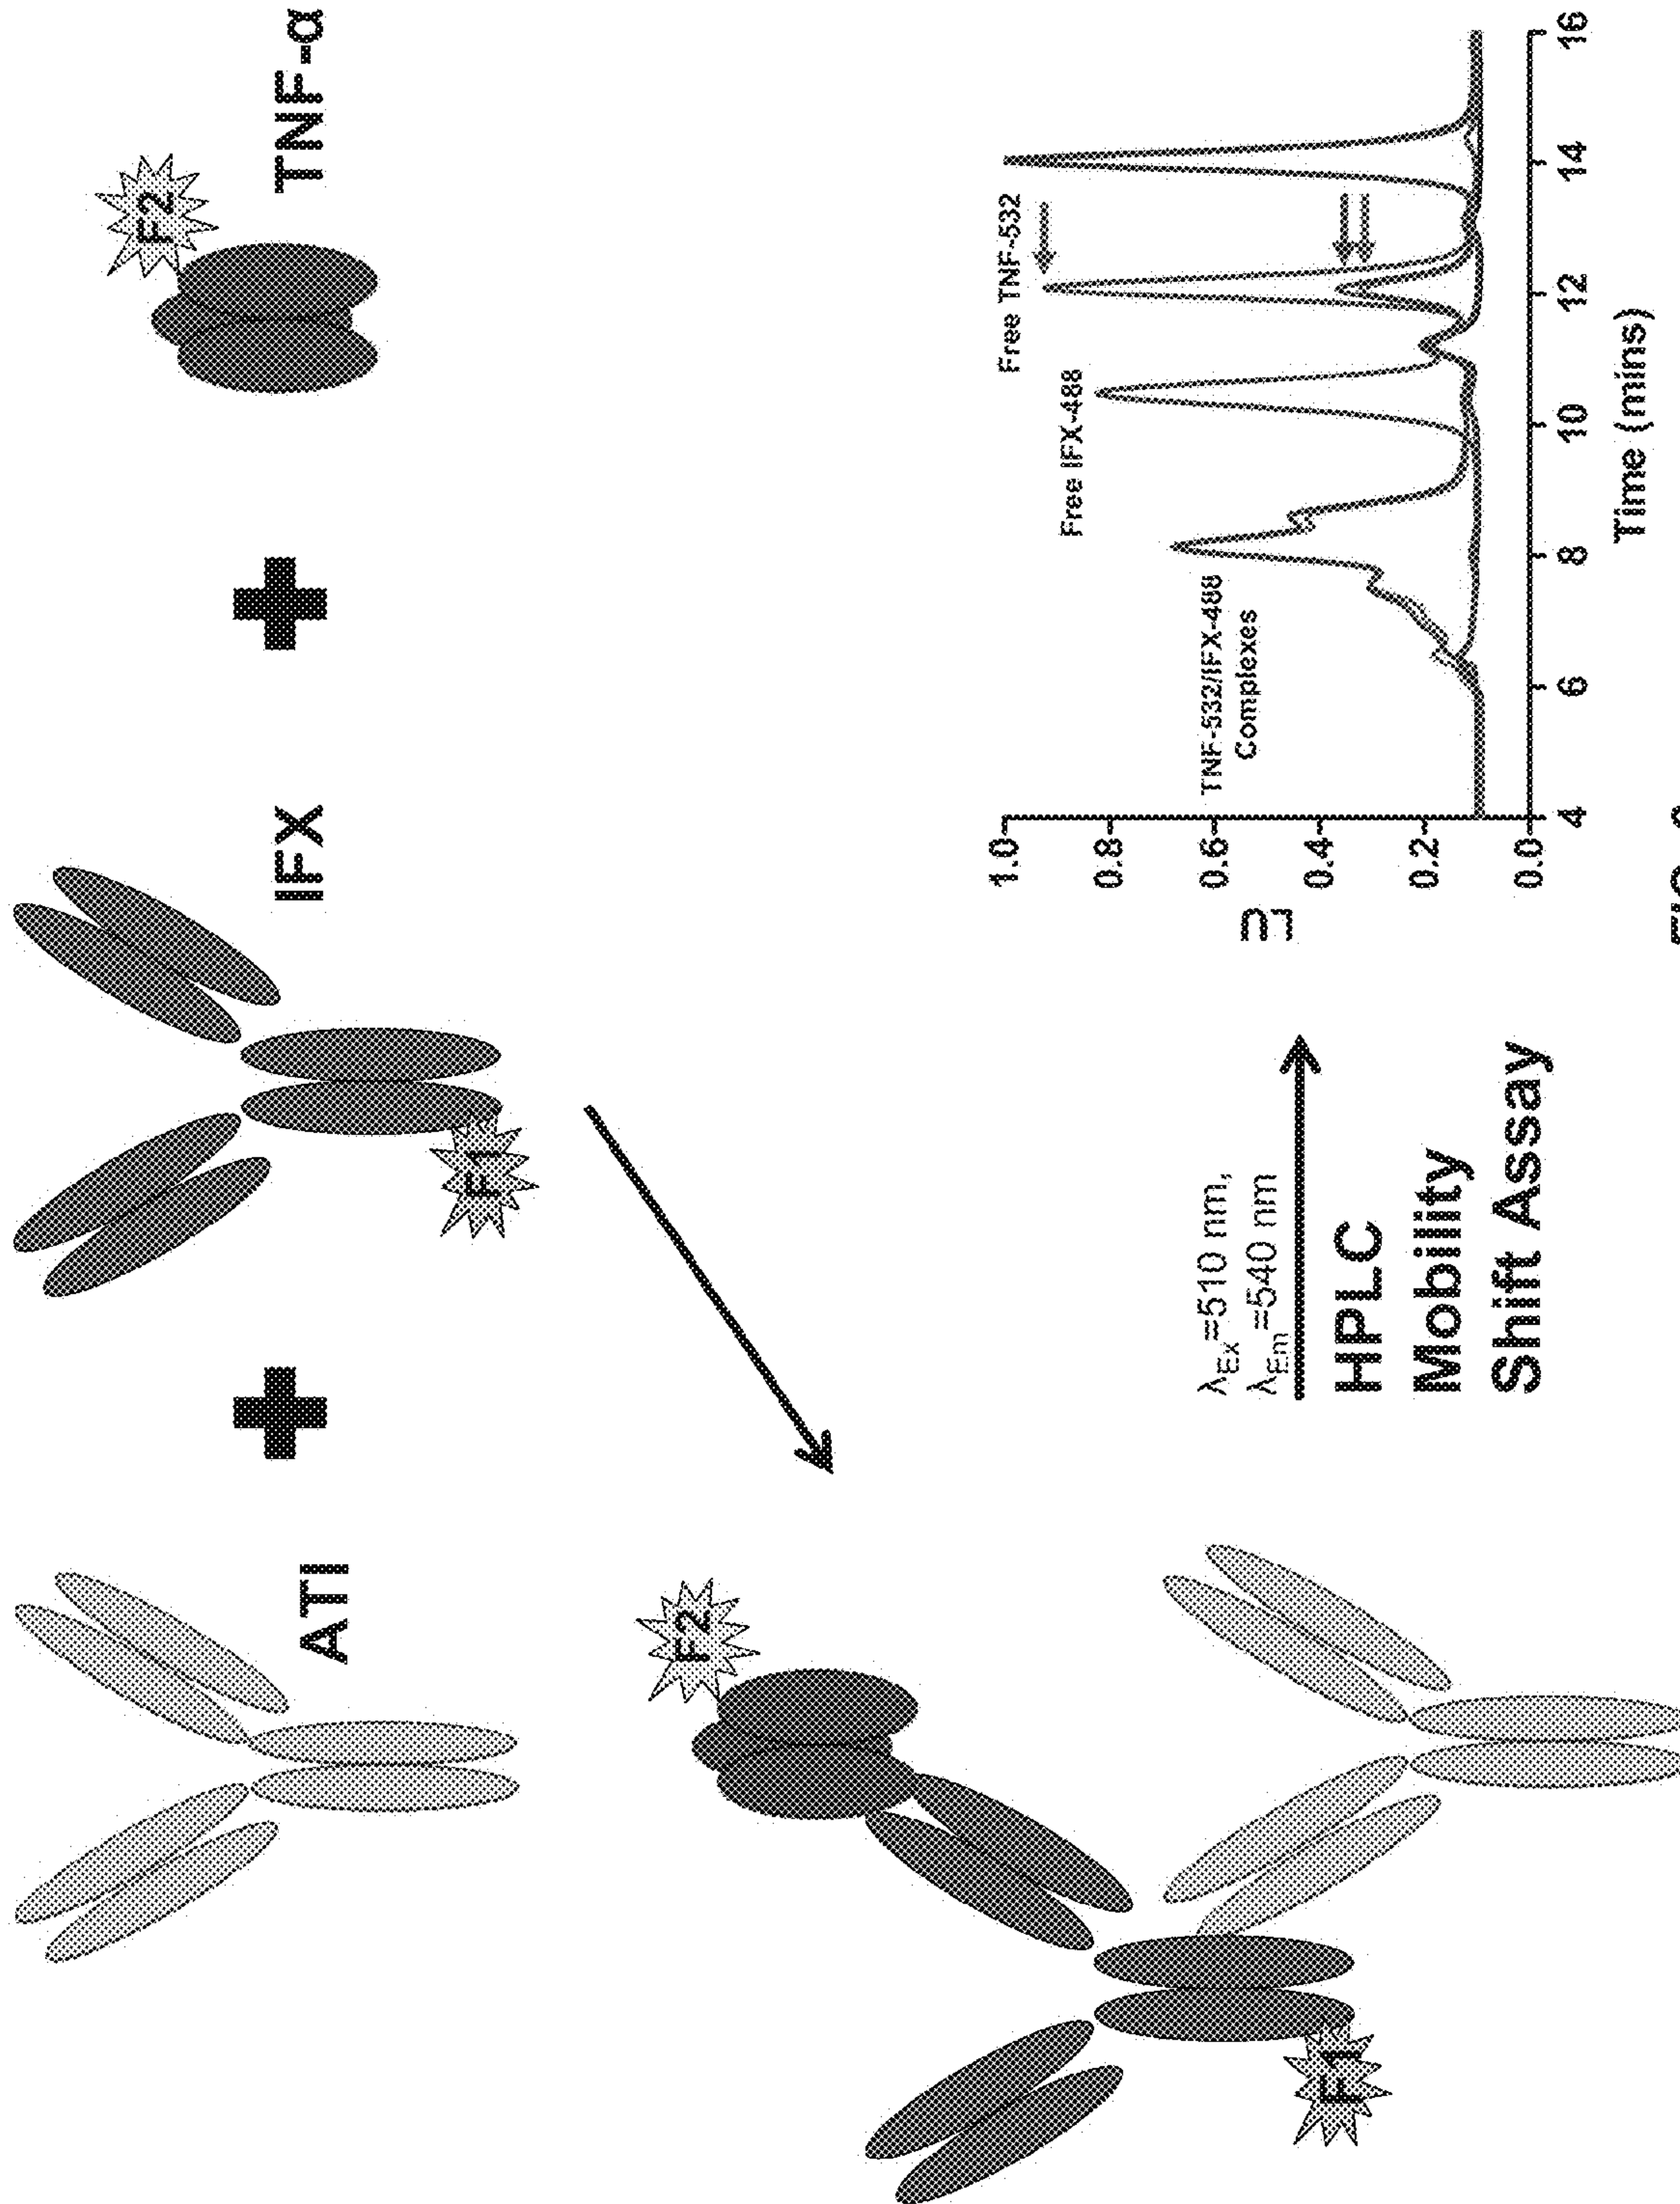 F2
F1
ATI
+
IFX
+
TNF-α
F2
λEx=510 nm,
λEm=540 nm
HPLC
Mobility
Shift Assay
F1
1.0
0.8
0.6
0.4
0.2
0.0
Free TNF-532
Free IFX-488
TNF-532/IFX-488
Complexes
4 6 8 10 12 14 16
Time (mins)